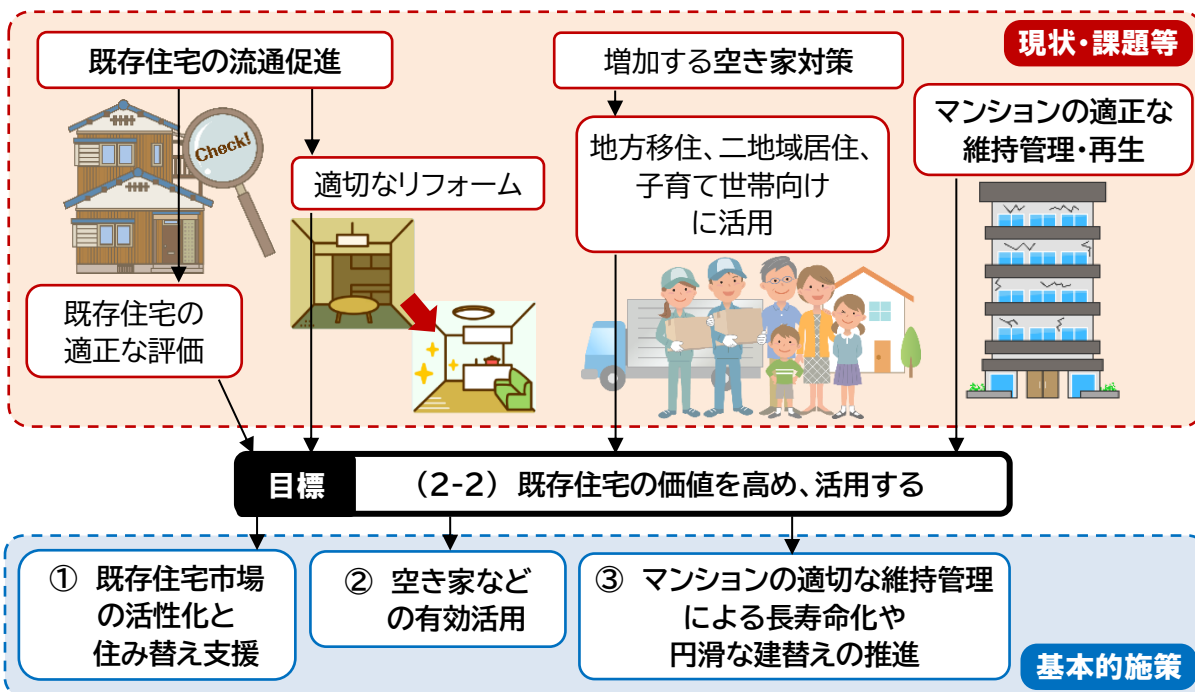 現状・課題等
既存住宅の流通促進
増加する空き家対策
マンションの適正な
維持管理・再生
Check!
適切なリフォーム
地方移住、二地域居住、
子育て世帯向け
に活用
既存住宅の
適正な評価
目標 （2-2） 既存住宅の価値を高め、活用する
① 既存住宅市場
の活性化と
住み替え支援
② 空き家など
の有効活用
③ マンションの適切な維持管理
による長寿命化や
円滑な建替えの推進
基本的施策